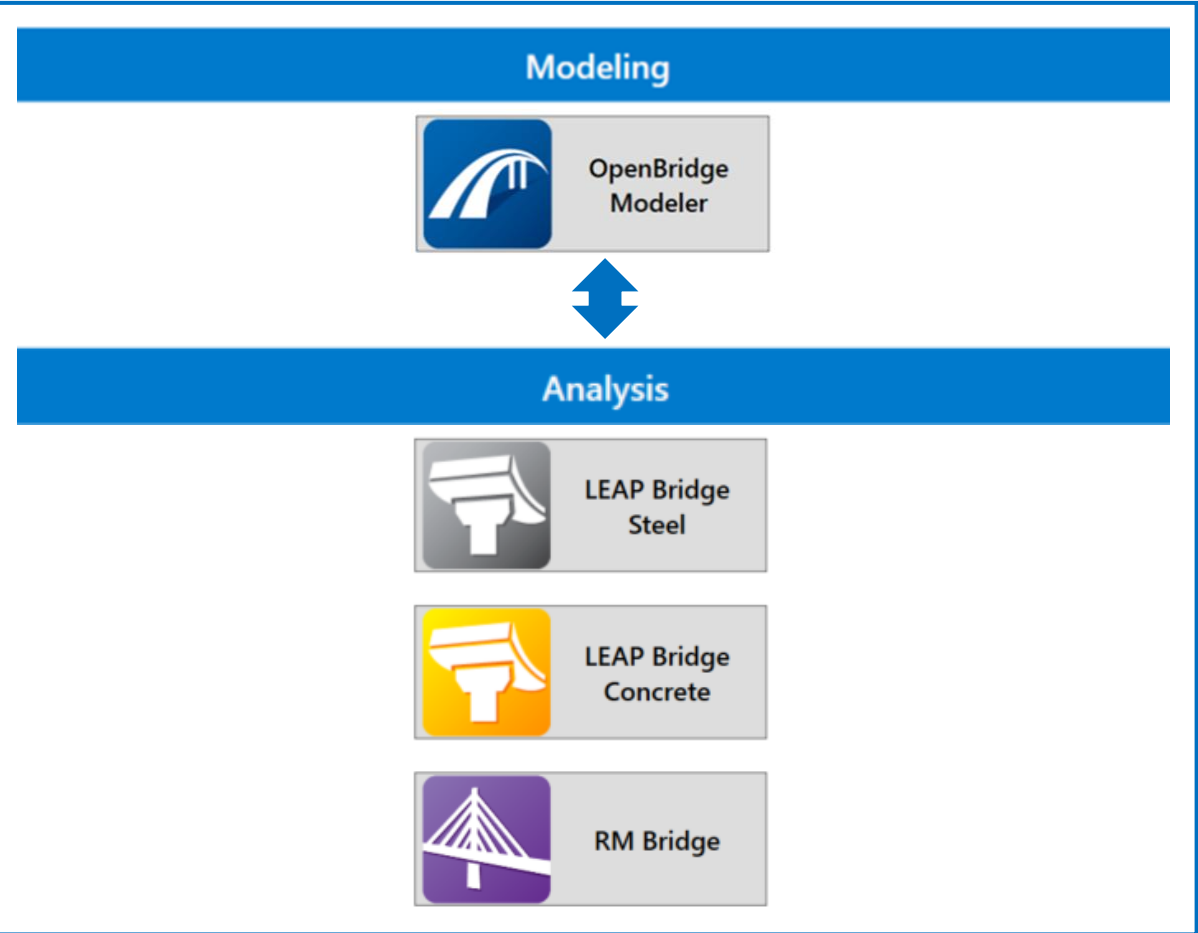 Modeling
OpenBridge
Modeler
Analysis
LEAP Bridge
Steel
LEAP Bridge
Concrete
RM Bridge